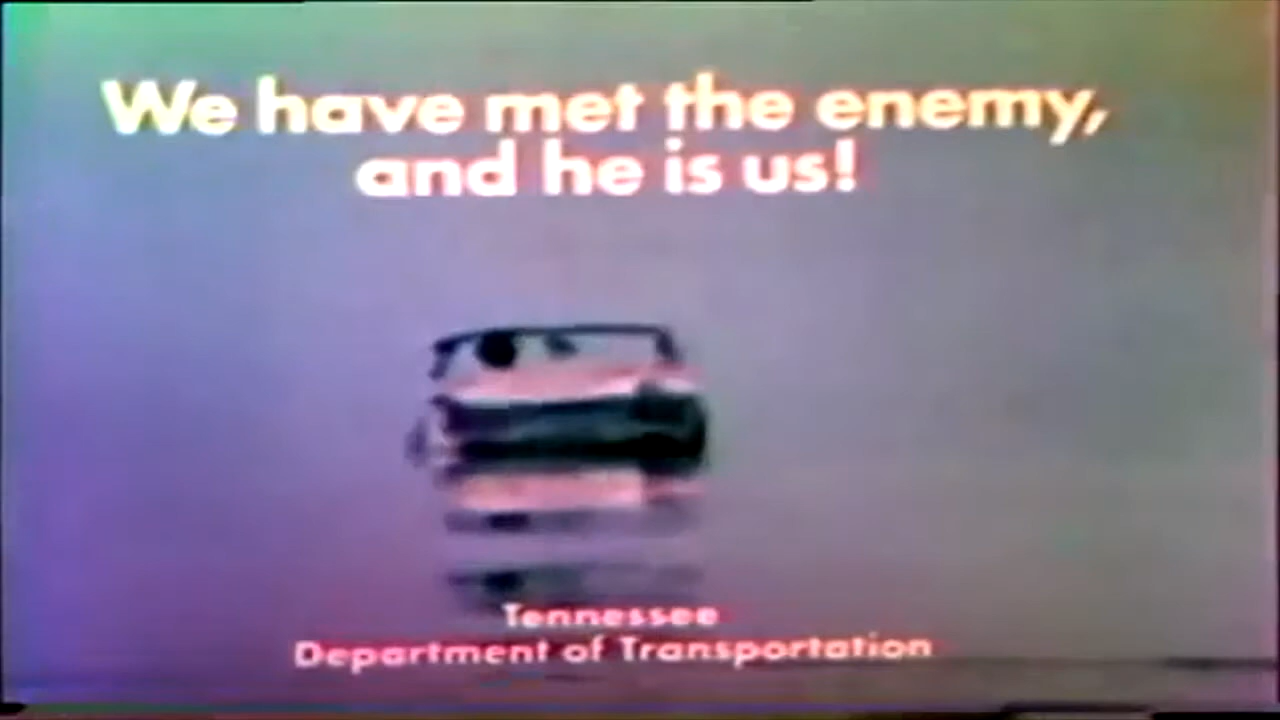 We have met the enemy,
and he is us!
Tennessee
Department of Transportation